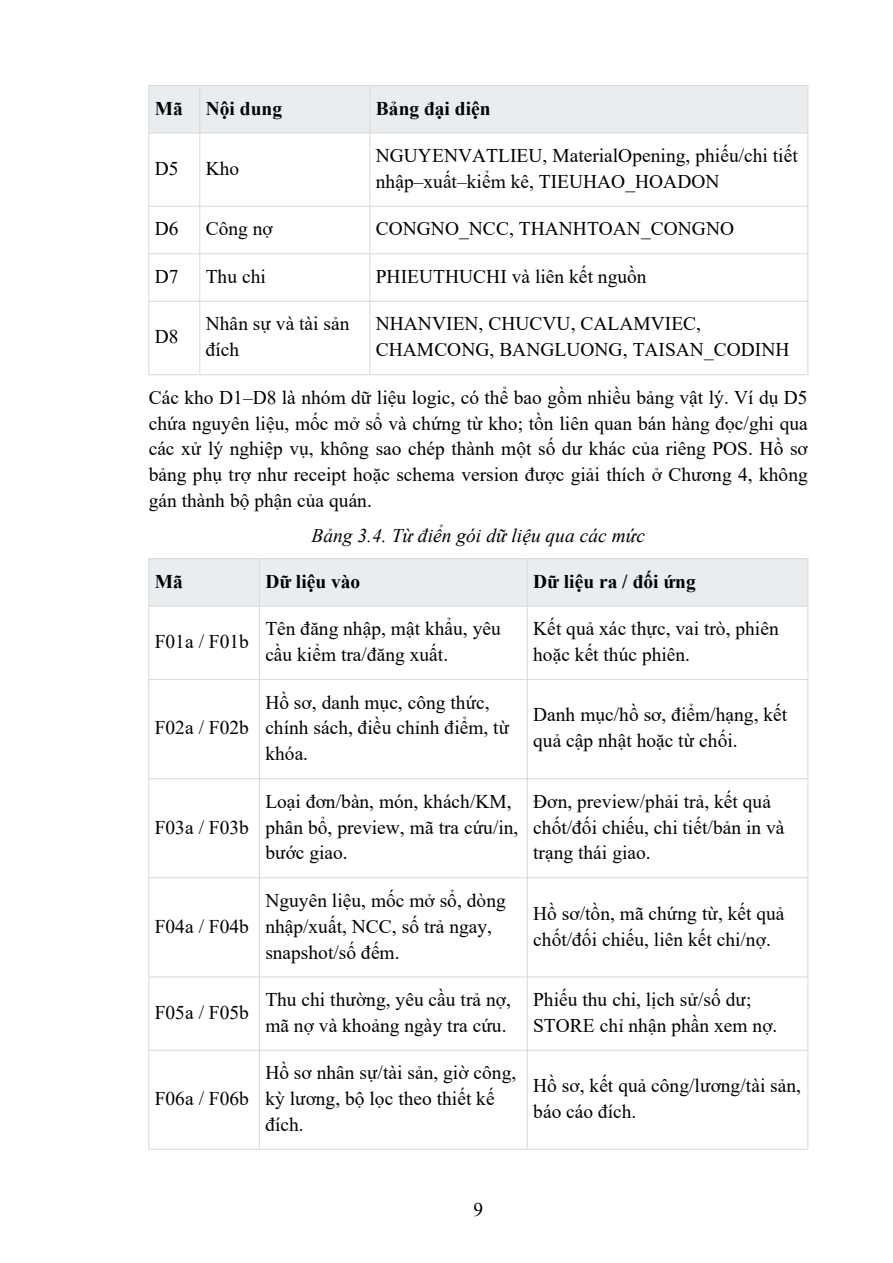 Mã Nội dung Bảng đại diện
D5 Kho NGUYENVATLIEU, MaterialOpening, phiếu/chi tiết
nhập–xuất–kiểm kê, TIEUHAO_HOADON
D6 Công nợ CONGNO_NCC, THANHTOAN_CONGNO
D7 Thu chi PHIEUTHUCHI và liên kết nguồn
D8 Nhân sự và tài sản NHANVIEN, CHUCVU, CALAMVIEC,
đích CHAMCONG, BANGLUONG, TAISAN_CODINH
Các kho D1–D8 là nhóm dữ liệu logic, có thể bao gồm nhiều bảng vật lý. Ví dụ D5
chứa nguyên liệu, mốc mở sổ và chứng từ kho; tồn liên quan bán hàng đọc/ghi qua
các xử lý nghiệp vụ, không sao chép thành một số dư khác của riêng POS. Hồ sơ
bảng phụ trợ như receipt hoặc schema version được giải thích ở Chương 4, không
gán thành bộ phận của quán.
Bảng 3.4. Từ điển gói dữ liệu qua các mức
Mã Dữ liệu vào Dữ liệu ra / đối ứng
F01a / F01b Tên đăng nhập, mật khẩu, yêu Kết quả xác thực, vai trò, phiên
cầu kiểm tra/đăng xuất. hoặc kết thúc phiên.
Hồ sơ, danh mục, công thức,
F02a / F02b chính sách, điều chỉnh điểm, từ Danh mục/hồ sơ, điểm/hạng, kết
khóa. quả cập nhật hoặc từ chối.
Loại đơn/bàn, món, khách/KM, Đơn, preview/phải trả, kết quả
F03a / F03b phân bổ, preview, mã tra cứu/in, chốt/đối chiếu, chi tiết/bản in và
bước giao. trạng thái giao.
Nguyên liệu, mốc mở sổ, dòng
F04a / F04b nhập/xuất, NCC, số trả ngay, Hồ sơ/tồn, mã chứng từ, kết quả
snapshot/số đếm. chốt/đối chiếu, liên kết chi/nợ.
F05a / F05b Thu chi thường, yêu cầu trả nợ, Phiếu thu chi, lịch sử/số dư;
mã nợ và khoảng ngày tra cứu. STORE chỉ nhận phần xem nợ.
Hồ sơ nhân sự/tài sản, giờ công,
F06a / F06b kỳ lương, bộ lọc theo thiết kế Hồ sơ, kết quả công/lương/tài sản,
đích. báo cáo đích.
9